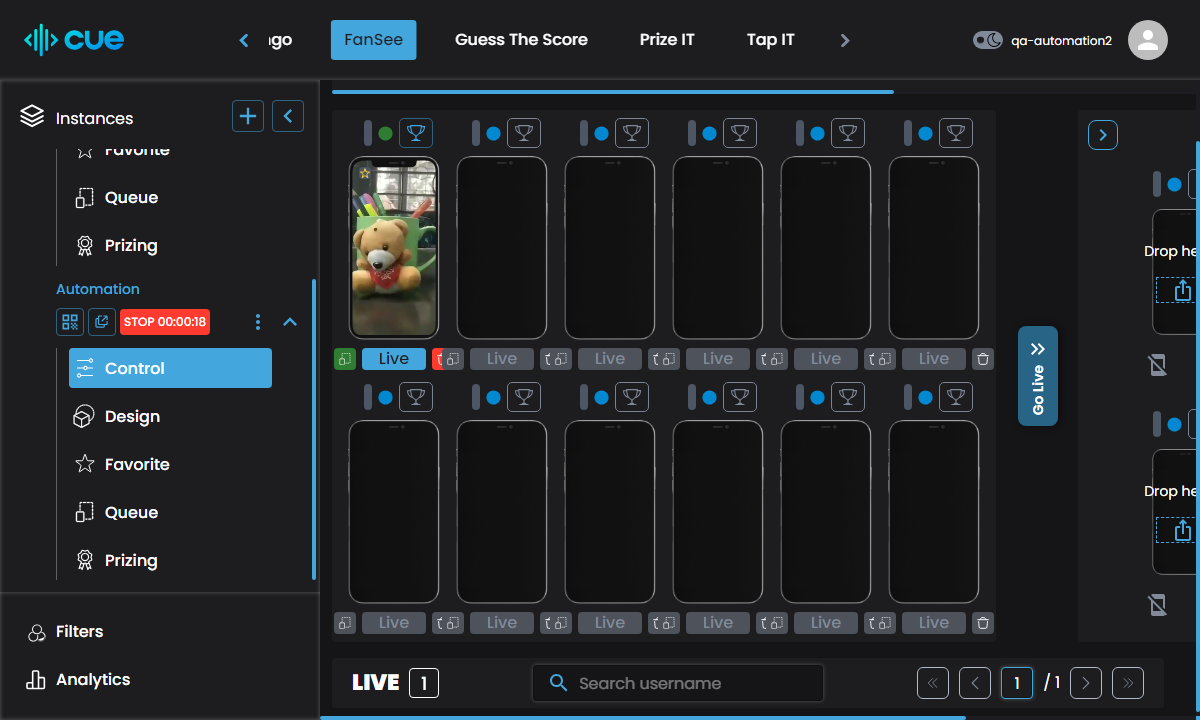 cue
ngo
FanSee
Guess The Score
Prize IT
Tap IT
qa-automation2
Instances
Favorite
Queue
Prizing
Automation
STOP 00:00:18
Control
Design
Favorite
Queue
Prizing
Filters
Analytics
Live Live Live Live Live Live
Live Live Live Live Live Live
Go Live
Drop he
Drop he
LIVE 1
Search username
1 / 1